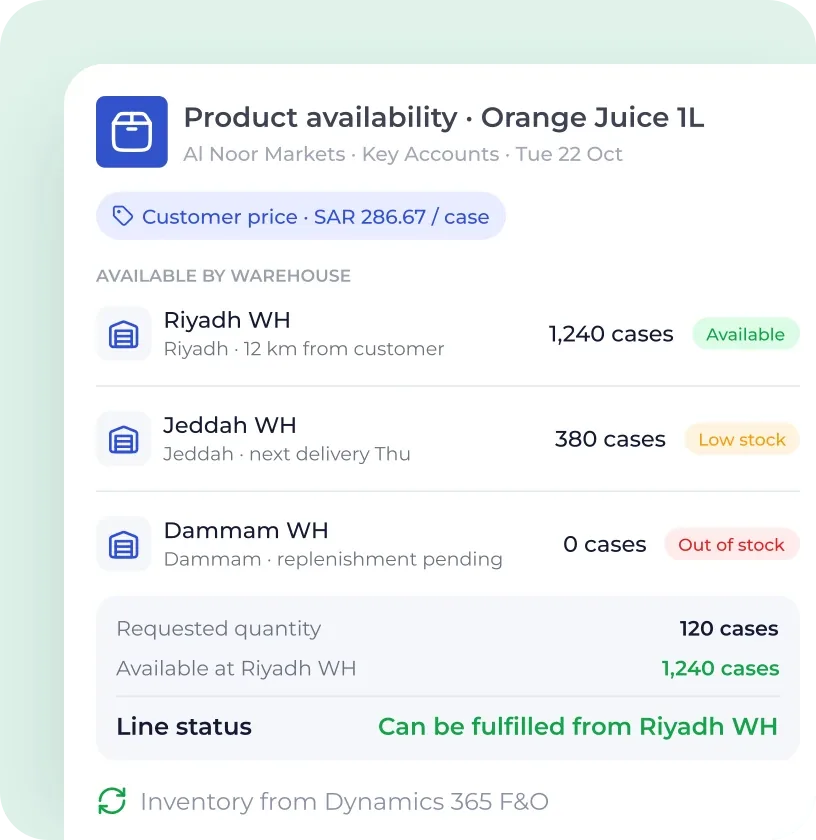 Product availability · Orange Juice 1L
Al Noor Markets · Key Accounts · Tue 22 Oct
Customer price · SAR 286.67 / case
AVAILABLE BY WAREHOUSE
Riyadh WH
Riyadh · 12 km from customer
1,240 cases
Available
Jeddah WH
Jeddah · next delivery Thu
380 cases
Low stock
Dammam WH
Dammam · replenishment pending
0 cases
Out of stock
Requested quantity 120 cases
Available at Riyadh WH 1,240 cases
Line status Can be fulfilled from Riyadh WH
Inventory from Dynamics 365 F&O